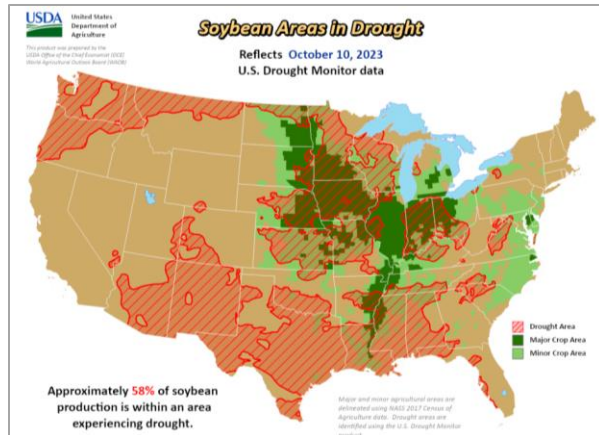 USDA
United States
Department of
Agriculture
This product was prepared by the
USDA Office of the Chief Economist (OCE)
World Agricultural Outlook Board (WAOB)
Soybean Areas in Drought
Reflects October 10, 2023
U.S. Drought Monitor data
Drought Area
Major Crop Area
Minor Crop Area
Approximately 58% of soybean
production is within an area
experiencing drought.
Major and minor agricultural areas are
delineated using NASS 2017 Census of
Agriculture data. Drought areas are
identified using the U.S. Drought Monitor